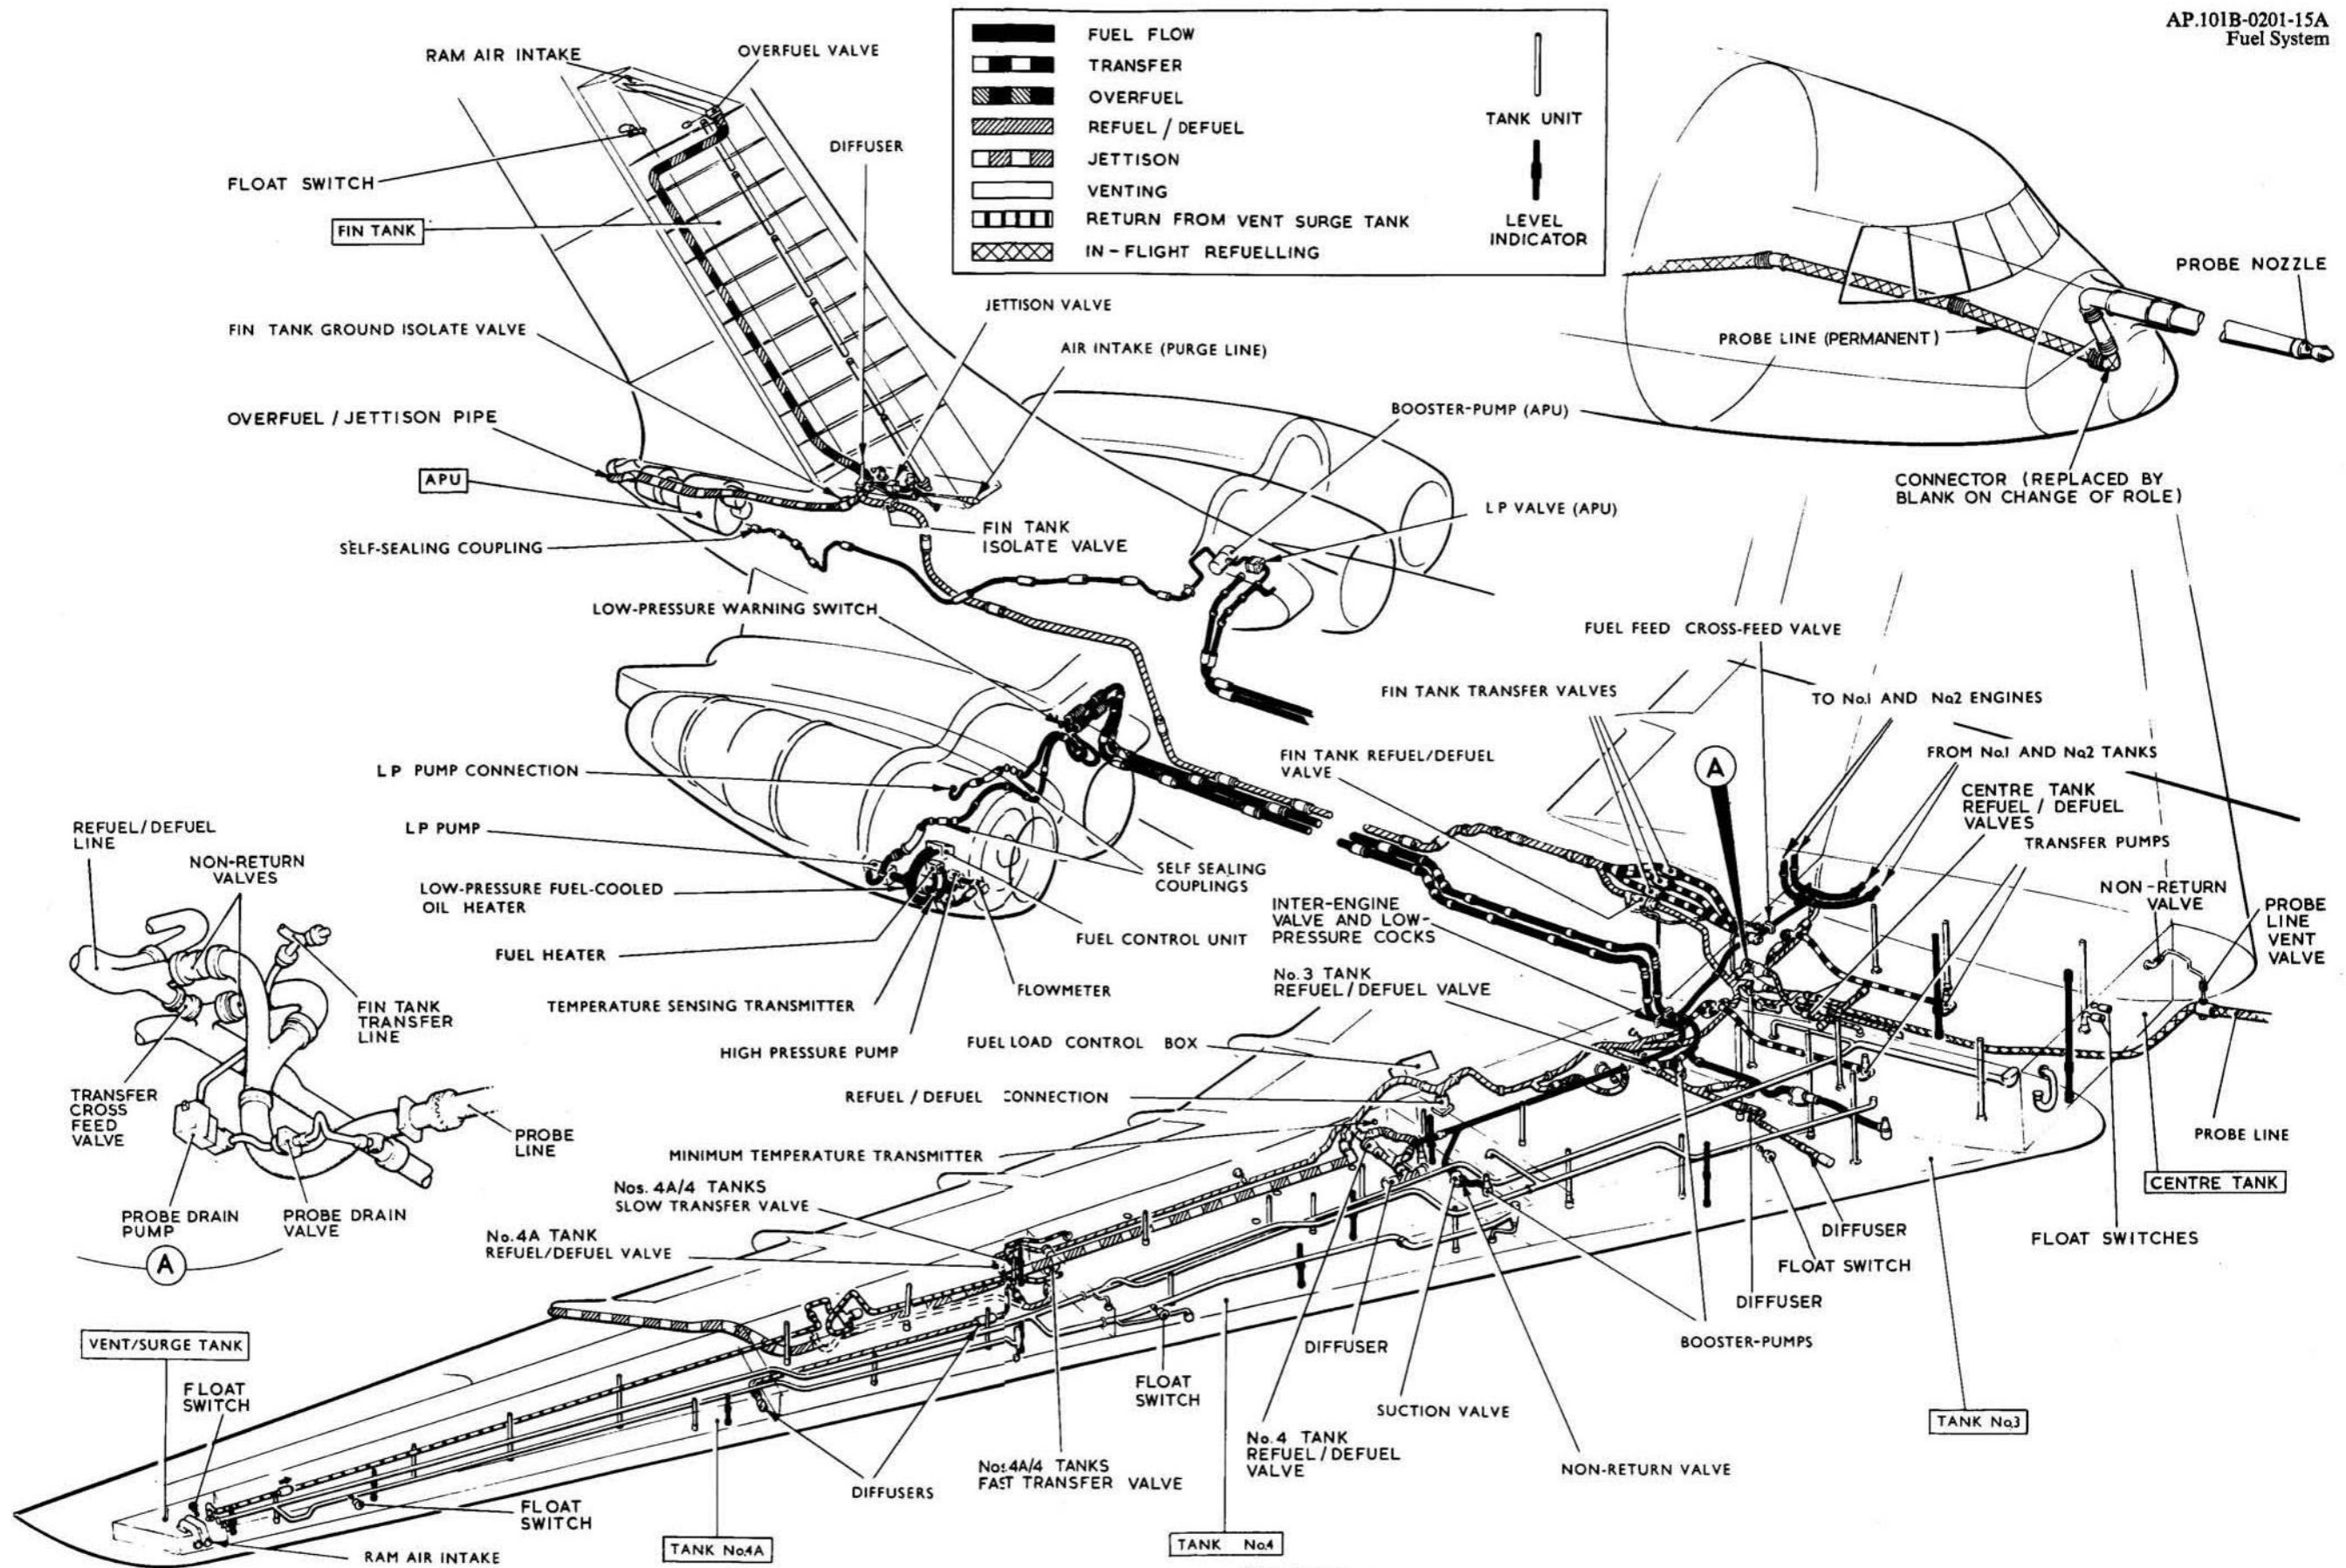 AP.101B-0201-15A
Fuel System
RAM AIR INTAKE
OVERFUEL VALVE
FLOAT SWITCH
FIN TANK
DIFFUSER
FIN TANK GROUND ISOLATE VALVE
JETTISON VALVE
AIR INTAKE (PURGE LINE)
OVERFUEL / JETTISON PIPE
APU
SELF-SEALING COUPLING
FIN TANK
ISOLATE VALVE
FUEL FLOW
TRANSFER
OVERFUEL
REFUEL / DEFUEL
JETTISON
VENTING
RETURN FROM VENT SURGE TANK
IN-FLIGHT REFUELLING
TANK UNIT
LEVEL
INDICATOR
PROBE NOZZLE
PROBE LINE (PERMANENT)
CONNECTOR (REPLACED BY
BLANK ON CHANGE OF ROLE)
BOOSTER-PUMP (APU)
LP VALVE (APU)
LOW-PRESSURE WARNING SWITCH
FUEL FEED CROSS-FEED VALVE
FIN TANK TRANSFER VALVES
TO No.1 AND No.2 ENGINES
FIN TANK REFUEL/DEFUEL
VALVE
A
FROM No.1 AND No.2 TANKS
CENTRE TANK
REFUEL / DEFUEL
VALVES
TRANSFER PUMPS
LP PUMP CONNECTION
LP PUMP
LOW-PRESSURE FUEL-COOLED
OIL HEATER
FUEL HEATER
TEMPERATURE SENSING TRANSMITTER
HIGH PRESSURE PUMP
FLOWMETER
FUEL CONTROL UNIT
SELF SEALING
COUPLINGS
INTER-ENGINE
VALVE AND LOW-
PRESSURE COCKS
No.3 TANK
REFUEL/DEFUEL VALVE
NON-RETURN
VALVE
PROBE
LINE
VENT
VALVE
REFUEL/DEFUEL
LINE
NON-RETURN
VALVES
FIN TANK
TRANSFER
LINE
TRANSFER
CROSS
FEED
VALVE
PROBE
LINE
PROBE DRAIN
PUMP
PROBE DRAIN
VALVE
A
FUEL LOAD CONTROL BOX
REFUEL / DEFUEL CONNECTION
MINIMUM TEMPERATURE TRANSMITTER
Nos. 4A/4 TANKS
SLOW TRANSFER VALVE
No.4A TANK
REFUEL/DEFUEL VALVE
PROBE LINE
CENTRE TANK
FLOAT SWITCHES
DIFFUSER
FLOAT SWITCH
DIFFUSER
BOOSTER-PUMPS
TANK No.3
VENT/SURGE TANK
FLOAT
SWITCH
FLOAT
SWITCH
RAM AIR INTAKE
TANK No.4A
DIFFUSERS
Nos.4A/4 TANKS
FAST TRANSFER VALVE
FLOAT
SWITCH
TANK No.4
DIFFUSER
No.4 TANK
REFUEL/DEFUEL
VALVE
SUCTION VALVE
NON-RETURN VALVE